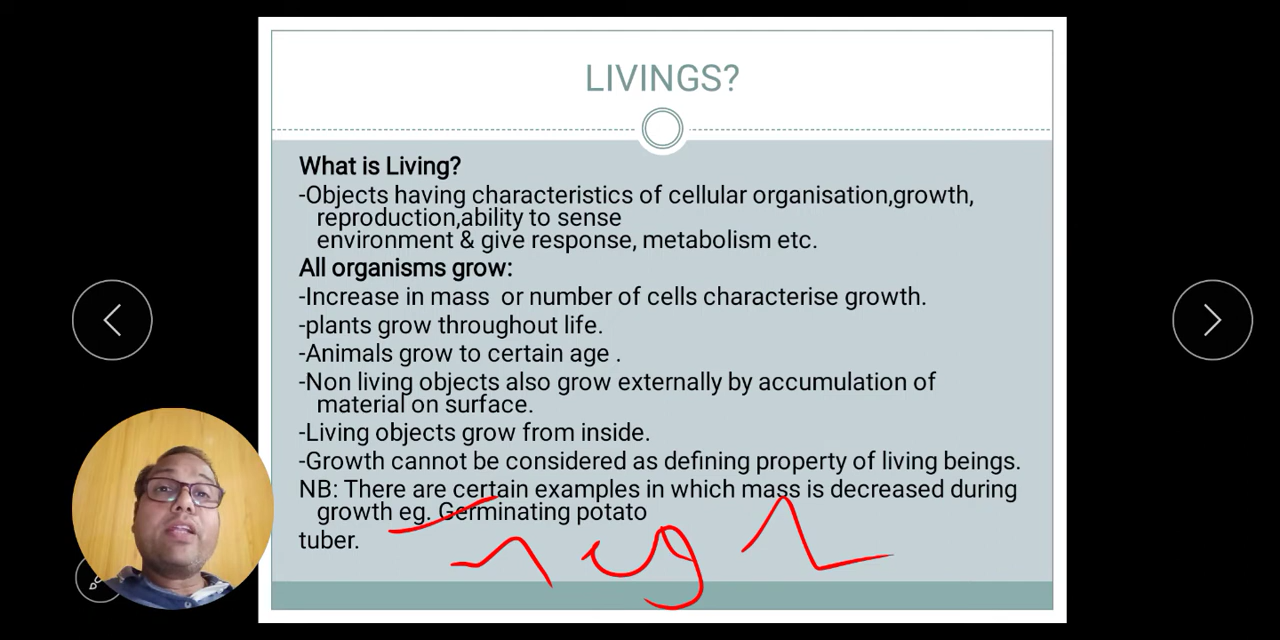 LIVINGS?
What is Living?
-Objects having characteristics of cellular organisation,growth,
reproduction,ability to sense
environment & give response, metabolism etc.
All organisms grow:
-Increase in mass or number of cells characterise growth.
-plants grow throughout life.
-Animals grow to certain age .
-Non living objects also grow externally by accumulation of
material on surface.
-Living objects grow from inside.
-Growth cannot be considered as defining property of living beings.
NB: There are certain examples in which mass is decreased during
growth eg. Germinating potato
tuber.